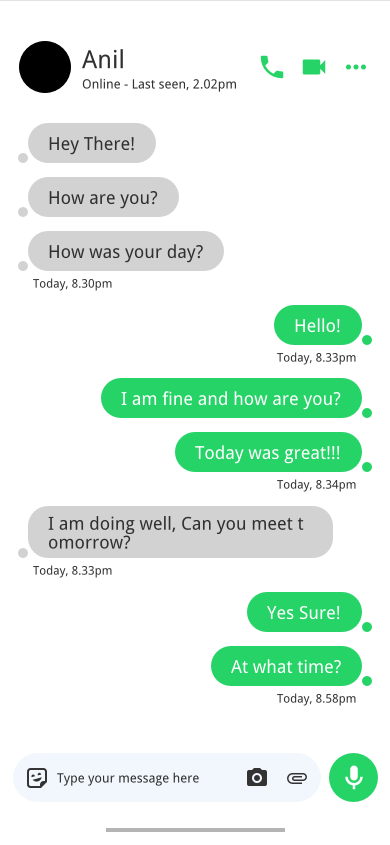 Anil
Online - Last seen, 2.02pm
Hey There!
How are you?
How was your day?
Today, 8.30pm
Hello!
Today, 8.33pm
I am fine and how are you?
Today was great!!!
Today, 8.34pm
I am doing well, Can you meet t
omorrow?
Today, 8.33pm
Yes Sure!
At what time?
Today, 8.58pm
Type your message here